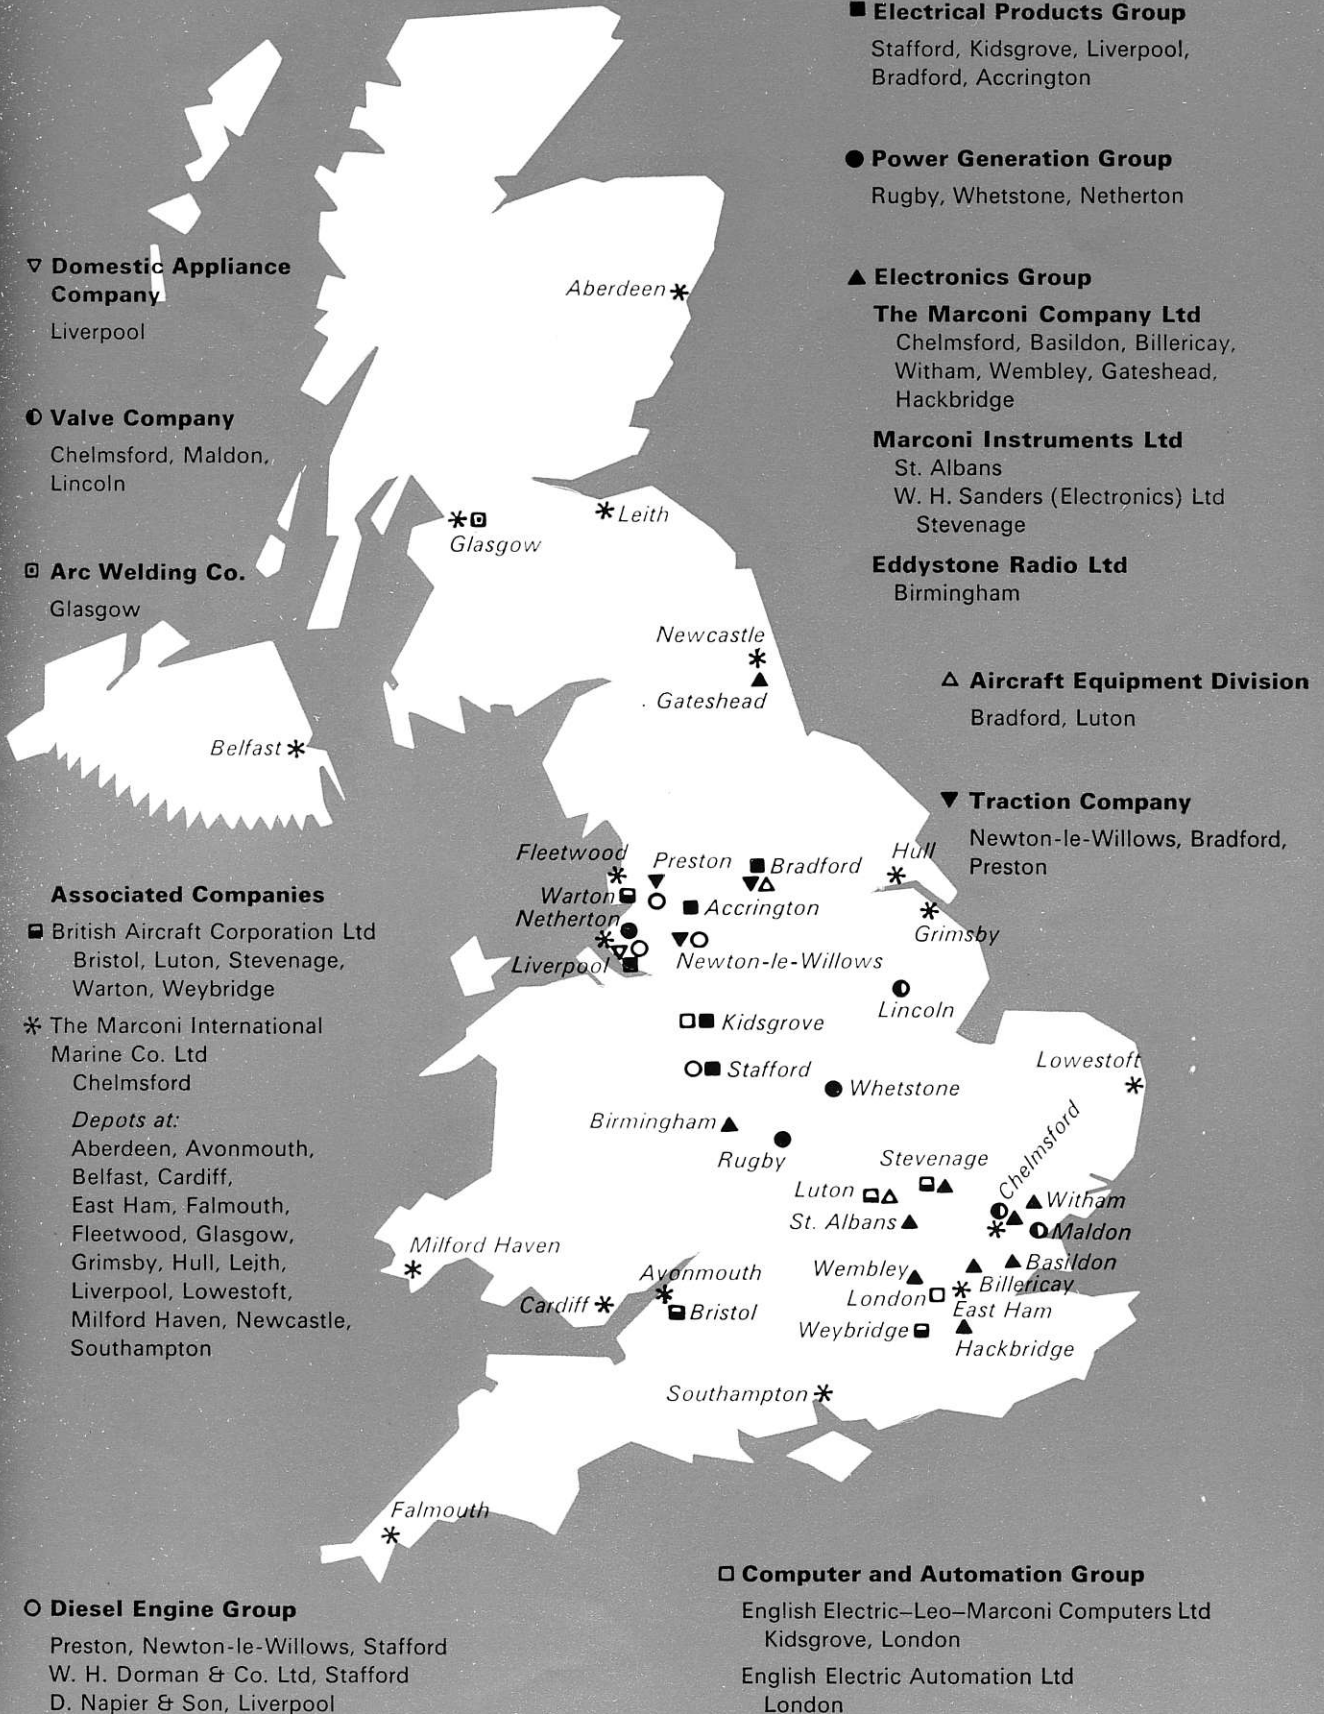 Electrical Products Group
Stafford, Kidsgrove, Liverpool,
Bradford, Accrington
Power Generation Group
Rugby, Whetstone, Netherton
Electronics Group
The Marconi Company Ltd
Chelmsford, Basildon, Billericay,
Witham, Wembley, Gateshead,
Hackbridge
Marconi Instruments Ltd
St. Albans
W. H. Sanders (Electronics) Ltd
Stevenage
Eddystone Radio Ltd
Birmingham
Aircraft Equipment Division
Bradford, Luton
Traction Company
Newton-le-Willows, Bradford,
Preston
Domestic Appliance
Company
Liverpool
Valve Company
Chelmsford, Maldon,
Lincoln
Arc Welding Co.
Glasgow
Associated Companies
British Aircraft Corporation Ltd
Bristol, Luton, Stevenage,
Warton, Weybridge
The Marconi International
Marine Co. Ltd
Chelmsford
Depots at:
Aberdeen, Avonmouth,
Belfast, Cardiff,
East Ham, Falmouth,
Fleetwood, Glasgow,
Grimsby, Hull, Leith,
Liverpool, Lowestoft,
Milford Haven, Newcastle,
Southampton
Aberdeen
Leith
Glasgow
Newcastle
Gateshead
Belfast
Fleetwood
Preston
Bradford
Hull
Warton
Accrington
Netherton
Grimsby
Liverpool
Newton-le-Willows
Lincoln
Kidsgrove
Stafford
Lowestoft
Whetstone
Birmingham
Rugby
Stevenage
Chelmsford
Luton
Witham
St. Albans
Maldon
Milford Haven
Avonmouth
Wembley
Basildon
Billericay
London
Cardiff
Bristol
East Ham
Weybridge
Hackbridge
Southampton
Falmouth
Diesel Engine Group
Preston, Newton-le-Willows, Stafford
W. H. Dorman & Co. Ltd, Stafford
D. Napier & Son, Liverpool
Computer and Automation Group
English Electric–Leo–Marconi Computers Ltd
Kidsgrove, London
English Electric Automation Ltd
London